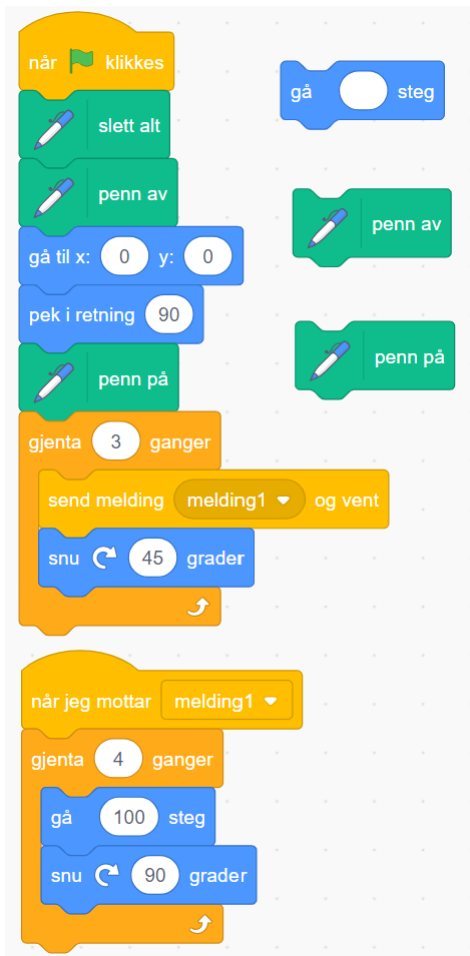 når klikkes
slett alt
penn av
gå til x: 0 y: 0
pek i retning 90
penn på
gjenta 3 ganger
send melding melding1 og vent
snu 45 grader
når jeg mottar melding1
gjenta 4 ganger
gå 100 steg
snu 90 grader
gå steg
penn av
penn på